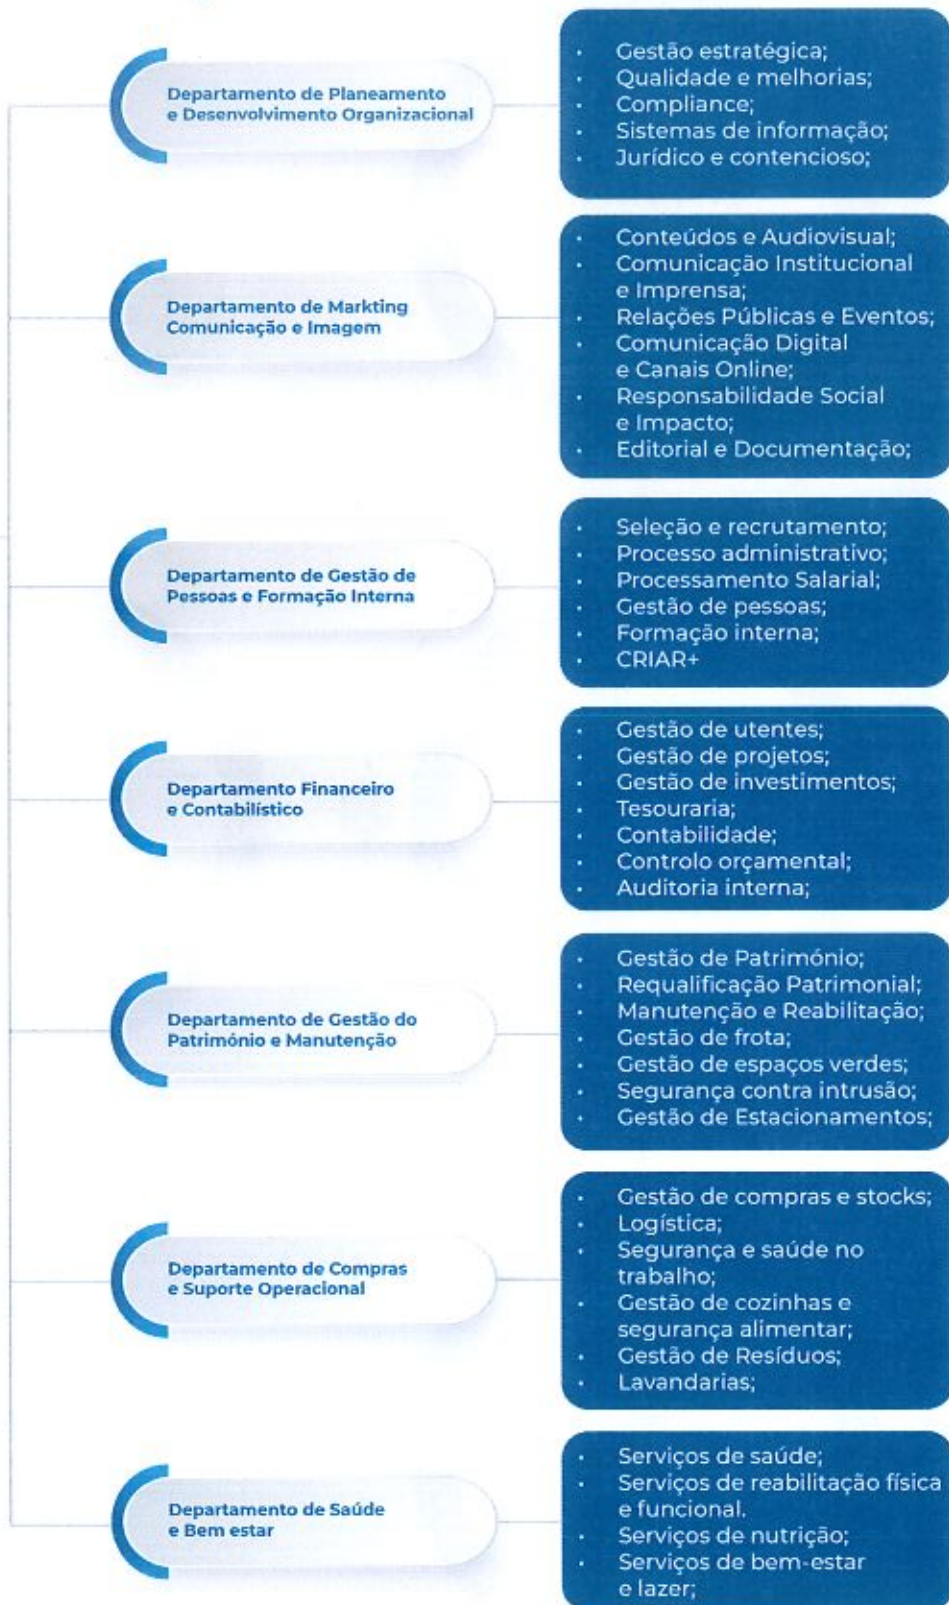 Departamento de Planeamento
e Desenvolvimento Organizacional
· Gestão estratégica;
· Qualidade e melhorias;
· Compliance;
· Sistemas de informação;
· Jurídico e contencioso;
Departamento de Markting
Comunicação e Imagem
· Conteúdos e Audiovisual;
· Comunicação Institucional
e Imprensa;
· Relações Públicas e Eventos;
· Comunicação Digital
e Canais Online;
· Responsabilidade Social
e Impacto;
· Editorial e Documentação;
Departamento de Gestão de
Pessoas e Formação Interna
· Seleção e recrutamento;
· Processo administrativo;
· Processamento Salarial;
· Gestão de pessoas;
· Formação interna;
· CRIAR+
Departamento Financeiro
e Contabilístico
· Gestão de utentes;
· Gestão de projetos;
· Gestão de investimentos;
· Tesouraria;
· Contabilidade;
· Controlo orçamental;
· Auditoria interna;
Departamento de Gestão do
Património e Manutenção
· Gestão de Património;
· Requalificação Patrimonial;
· Manutenção e Reabilitação;
· Gestão de frota;
· Gestão de espaços verdes;
· Segurança contra intrusão;
· Gestão de Estacionamentos;
Departamento de Compras
e Suporte Operacional
· Gestão de compras e stocks;
· Logística;
· Segurança e saúde no
trabalho;
· Gestão de cozinhas e
segurança alimentar;
· Gestão de Resíduos;
· Lavandarias;
Departamento de Saúde
e Bem estar
· Serviços de saúde;
· Serviços de reabilitação física
e funcional.
· Serviços de nutrição;
· Serviços de bem-estar
e lazer;